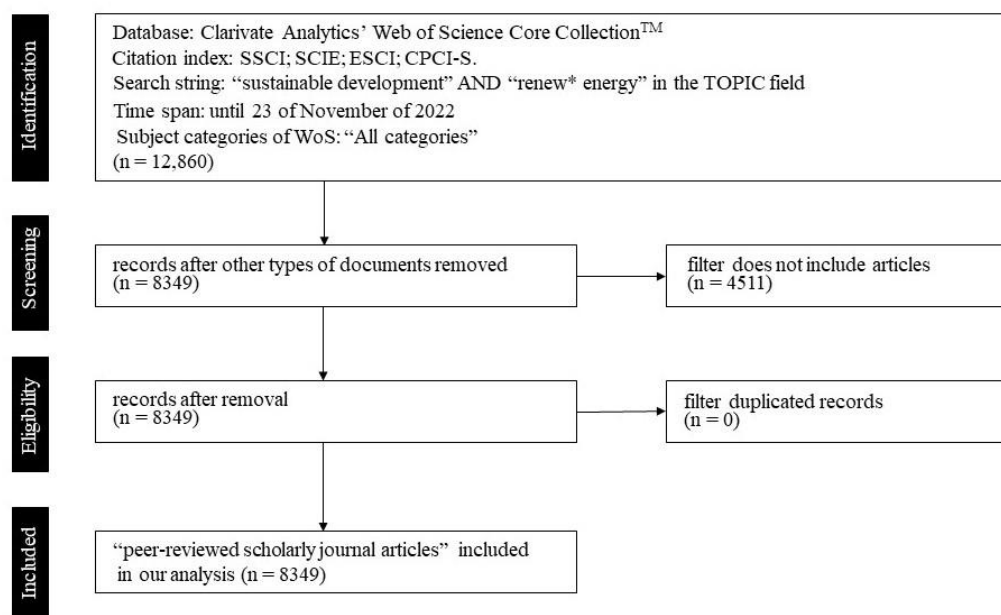 Identification
Database: Clarivate Analytics’ Web of Science Core Collection™
Citation index: SSCI; SCIE; ESCI; CPCI-S.
Search string: “sustainable development” AND “renew* energy” in the TOPIC field
Time span: until 23 of November of 2022
Subject categories of WoS: “All categories”
(n = 12,860)
Screening
records after other types of documents removed
(n = 8349)
filter does not include articles
(n = 4511)
Eligibility
records after removal
(n = 8349)
filter duplicated records
(n = 0)
Included
“peer-reviewed scholarly journal articles” included
in our analysis (n = 8349)